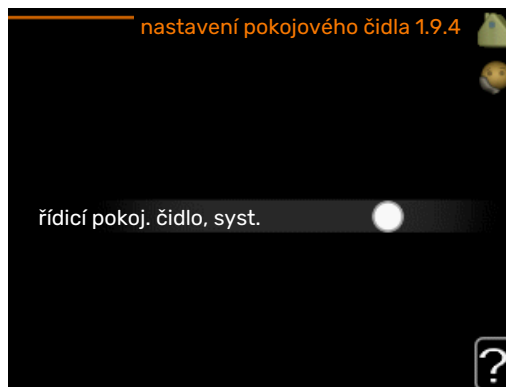 nastavení pokojového čidla 1.9.4
řídicí pokoj. čidlo, syst.
?